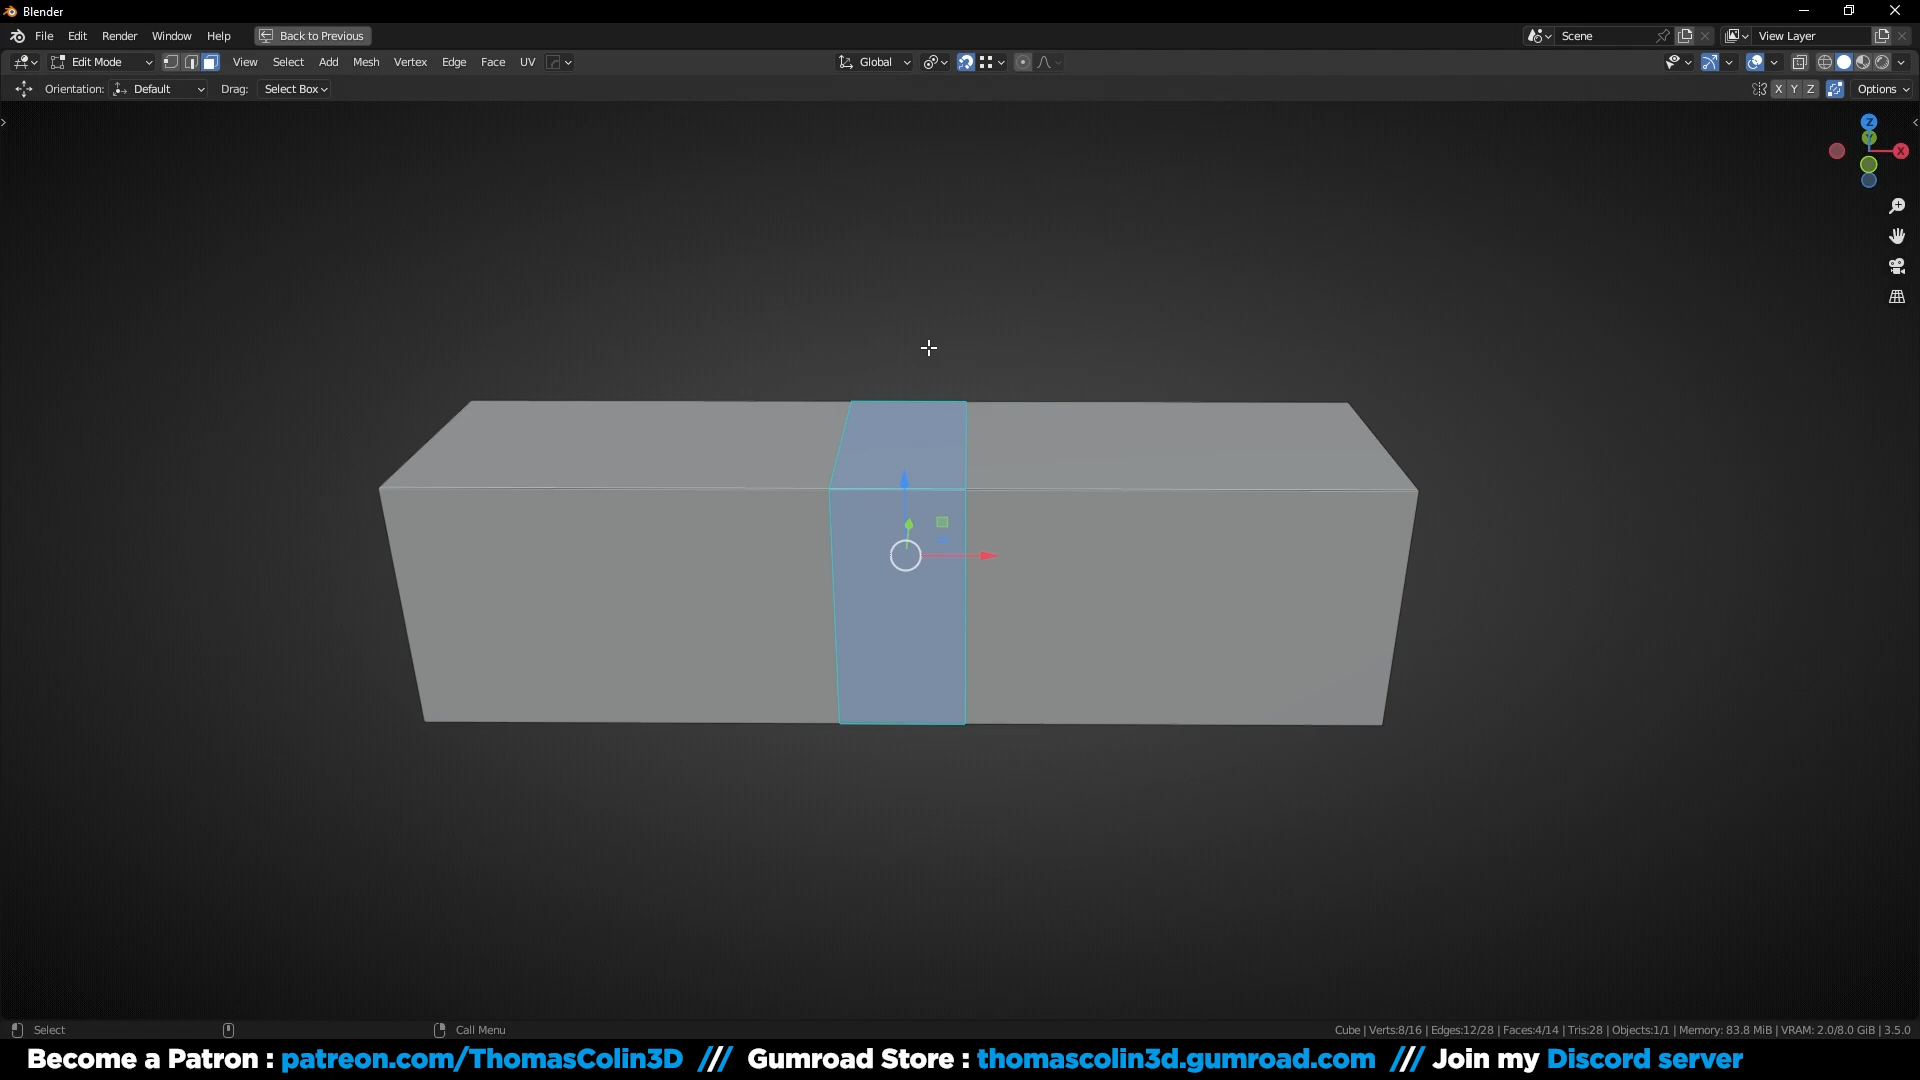 Blender
File Edit Render Window Help Back to Previous Scene View Layer
Edit Mode View Select Add Mesh Vertex Edge Face UV Global
Orientation: Default Drag: Select Box X Y Z Options
Z
Y
X
Select Call Menu Cube | Verts:8/16 | Edges:12/28 | Faces:4/14 | Tris:28 | Objects:1/1 | Memory: 83.8 MiB | VRAM: 2.0/8.0 GiB | 3.5.0
Become a Patron : patreon.com/ThomasColin3D /// Gumroad Store : thomascolin3d.gumroad.com /// Join my Discord server